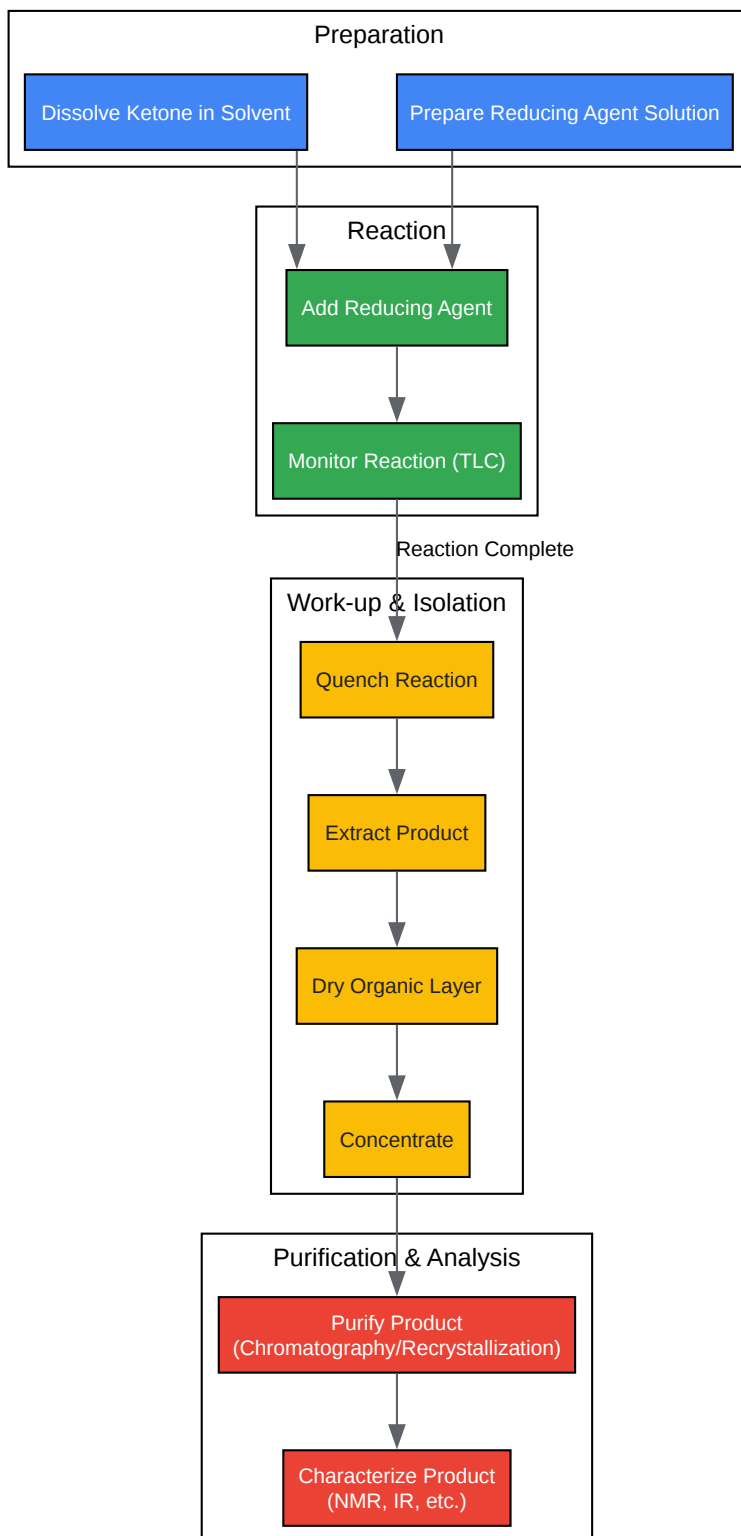 Preparation
Dissolve Ketone in Solvent
Prepare Reducing Agent Solution
Reaction
Add Reducing Agent
Monitor Reaction (TLC)
Reaction Complete
Work-up & Isolation
Quench Reaction
Extract Product
Dry Organic Layer
Concentrate
Purification & Analysis
Purify Product
(Chromatography/Recrystallization)
Characterize Product
(NMR, IR, etc.)